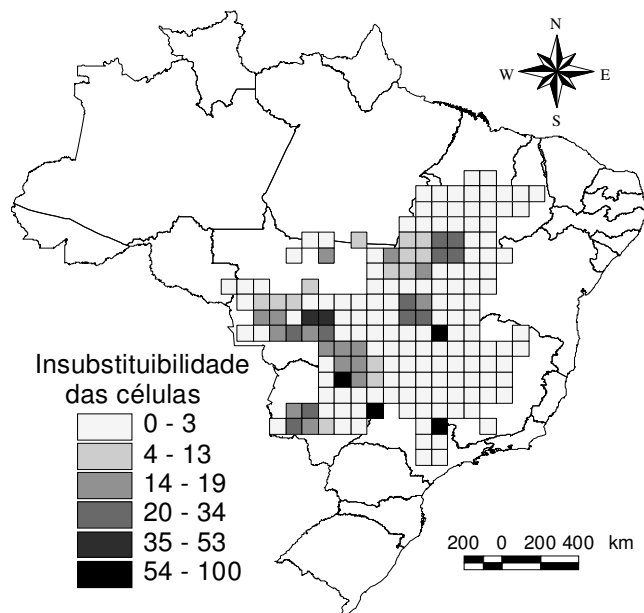 N
W E
S
Insubstituibilidade
das células
0 - 3
4 - 13
14 - 19
20 - 34
35 - 53
54 - 100
200 0 200 400 km